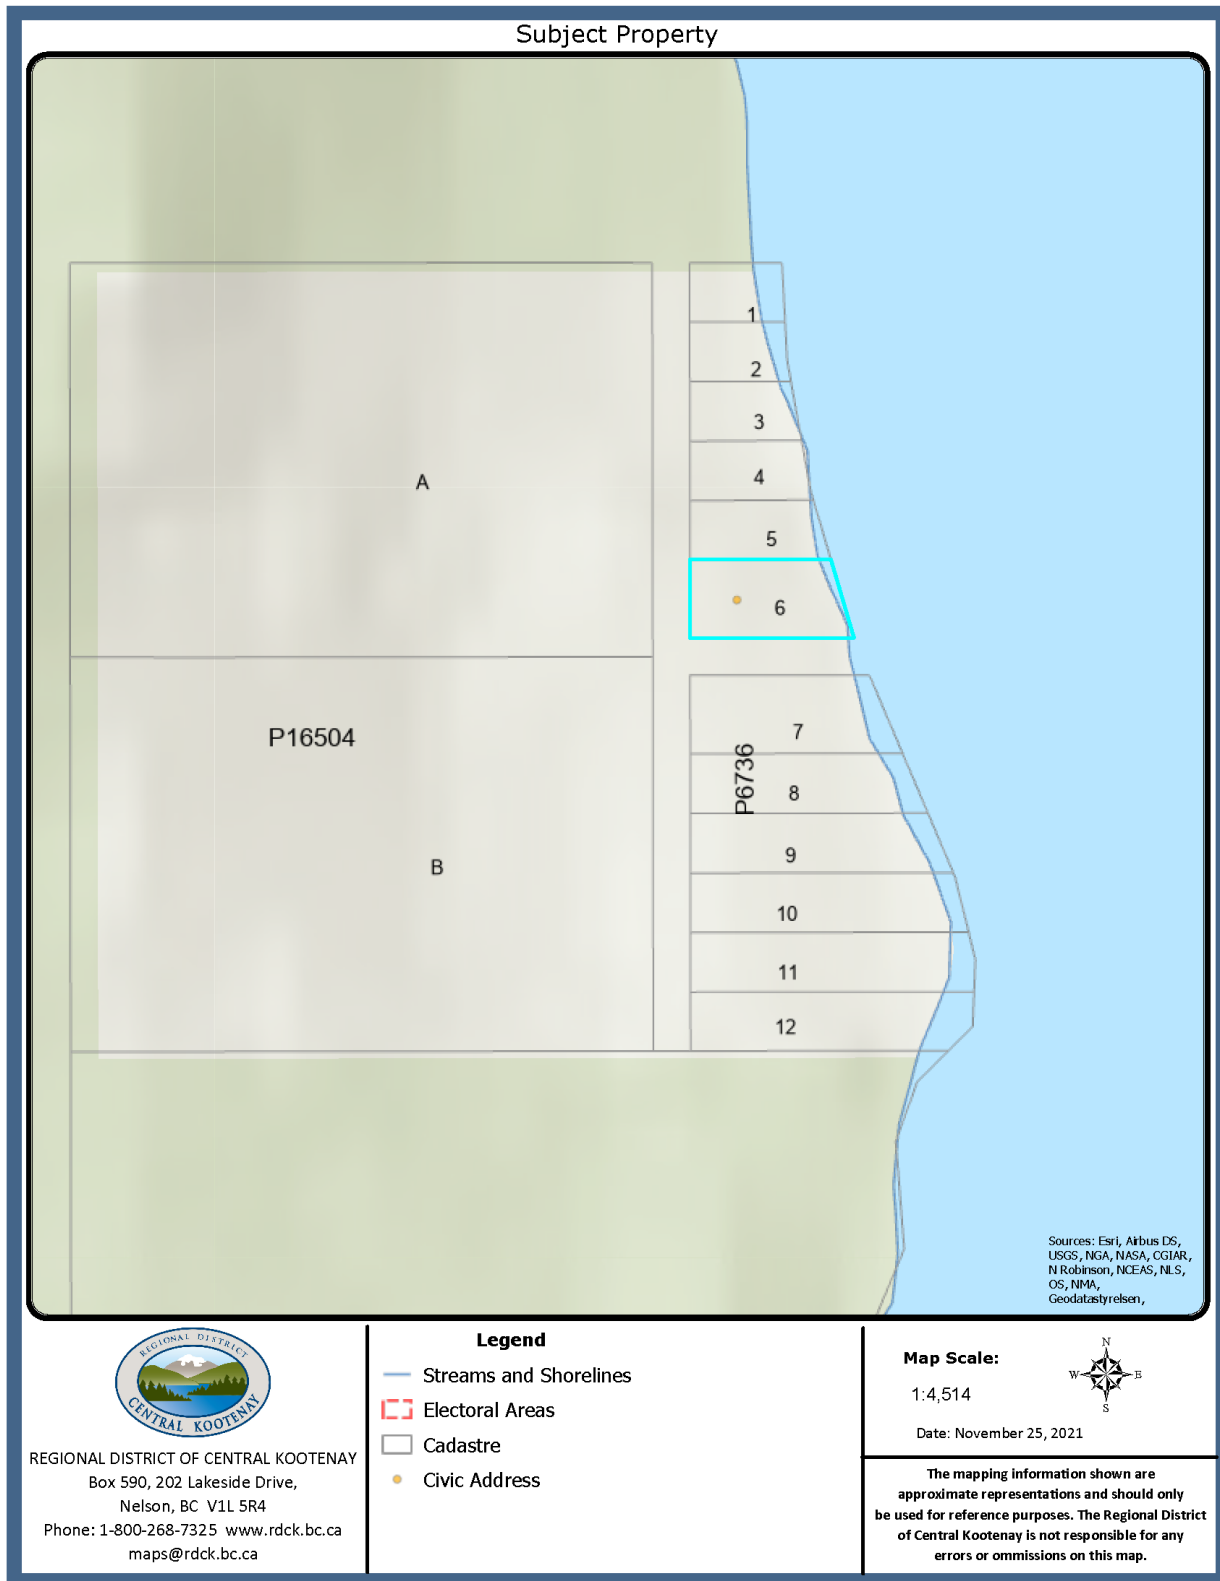 Subject Property
1
2
3
A
4
5
6
P16504
7
P6736
8
B
9
10
11
12
Sources: Esri, Airbus DS,
USGS, NGA, NASA, CGIAR,
N Robinson, NCEAS, NLS,
OS, NMA,
Geodatastyrelsen,
REGIONAL DISTRICT
CENTRAL KOOTENAY
REGIONAL DISTRICT OF CENTRAL KOOTENAY
Box 590, 202 Lakeside Drive,
Nelson, BC V1L 5R4
Phone: 1-800-268-7325 www.rdck.bc.ca
maps@rdck.bc.ca
Legend
Streams and Shorelines
Electoral Areas
Cadastre
Civic Address
Map Scale:
1:4,514
N
W E
S
Date: November 25, 2021
The mapping information shown are
approximate representations and should only
be used for reference purposes. The Regional District
of Central Kootenay is not responsible for any
errors or ommissions on this map.